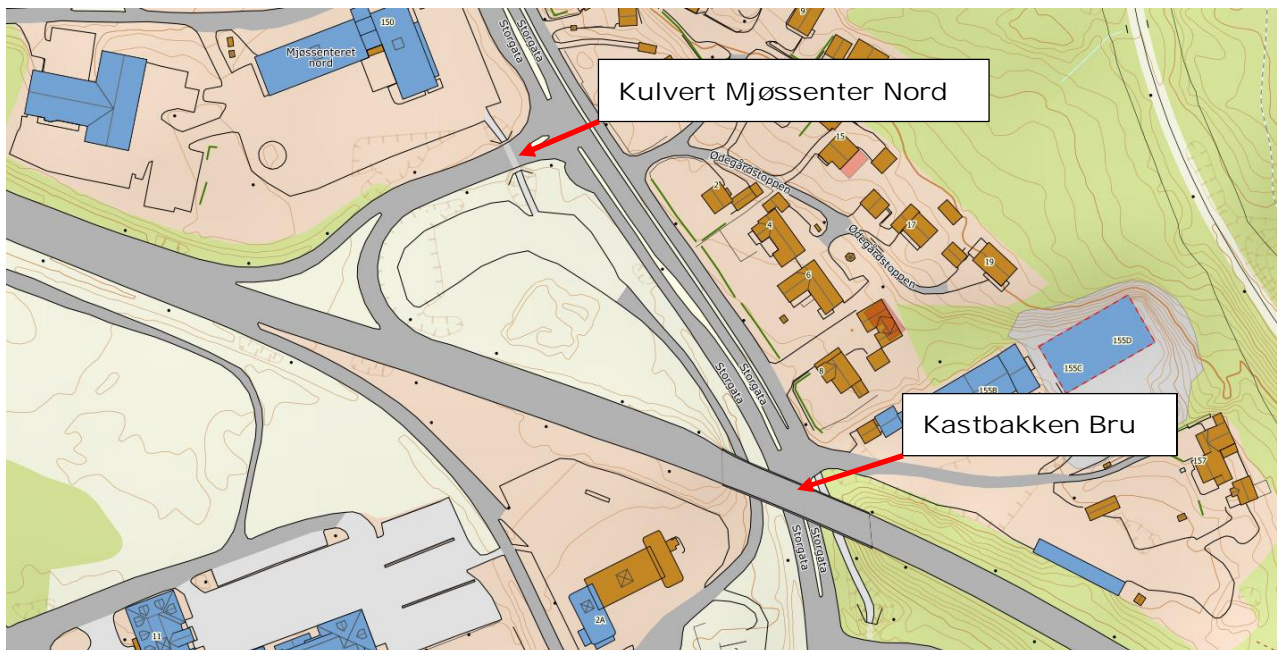 150
9
Mjøssenteret
nord
Storgata
Storgata
Kulvert Mjøssenter Nord
15
Ødegårdstoppen
2
4
17
Ødegårdstoppen
6
19
155D
155C
8
155B
Storgata
Storgata
Kastbakken Bru
157
Storgata
Storgata
2A
11